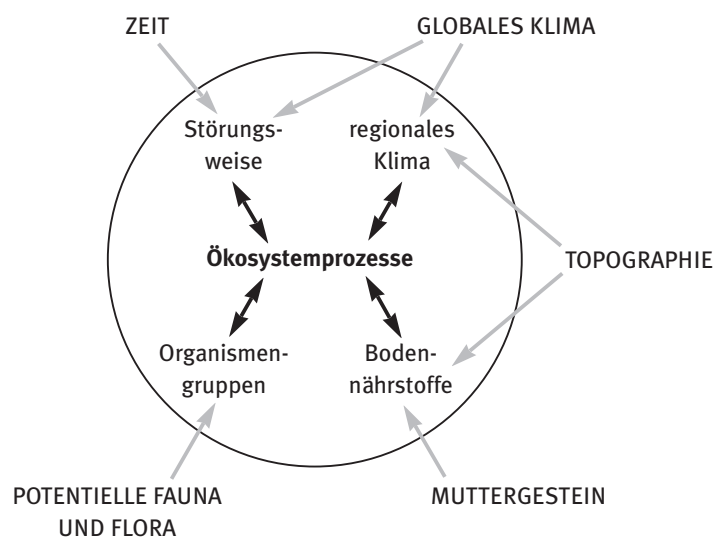 ZEIT
GLOBALES KLIMA
Störungs-
weise
regionales
Klima
Ökosystemprozesse
TOPOGRAPHIE
Organismen-
gruppen
Boden-
nährstoffe
POTENTIELLE FAUNA
UND FLORA
MUTTERGESTEIN